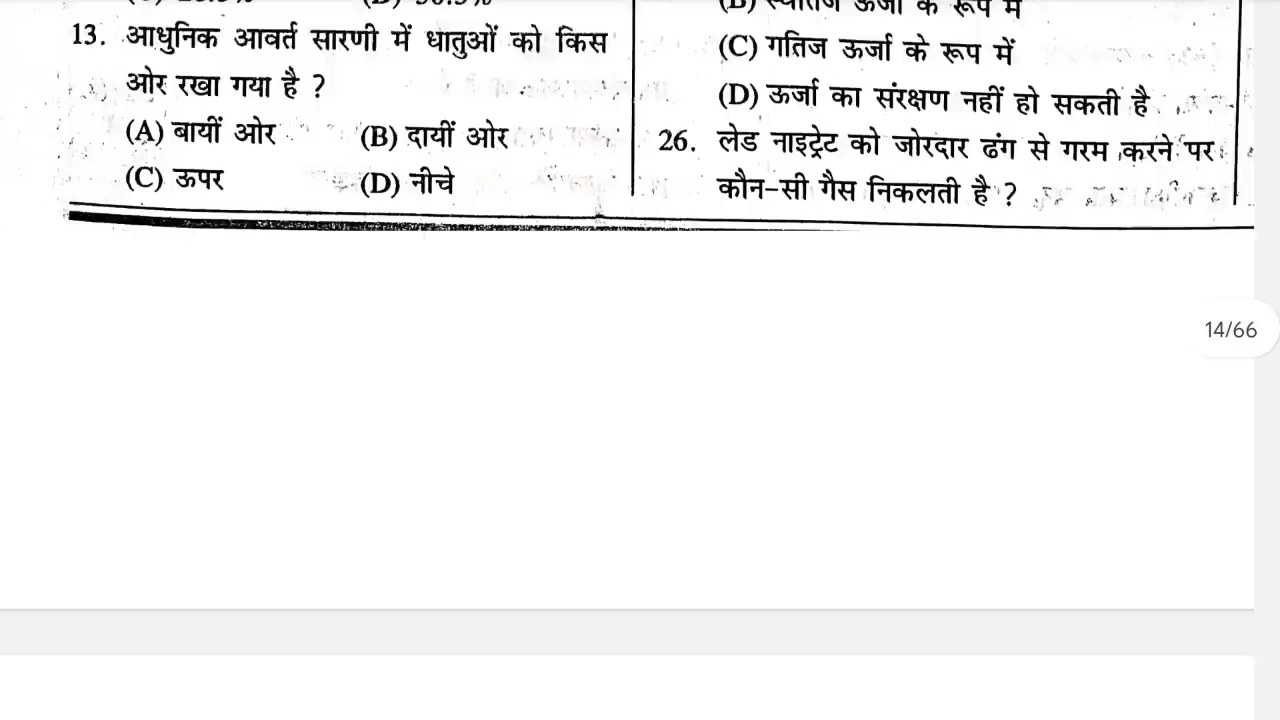 13. आधुनिक आवर्त सारणी में धातुओं को किस
ओर रखा गया है ?
(A) बायीं ओर (B) दायीं ओर
(C) ऊपर (D) नीचे
के रूप में
(C) गतिज ऊर्जा के रूप में
(D) ऊर्जा का संरक्षण नहीं हो सकती है
26. लेड नाइट्रेट को जोरदार ढंग से गरम करने पर
कौन-सी गैस निकलती है ?
14/66